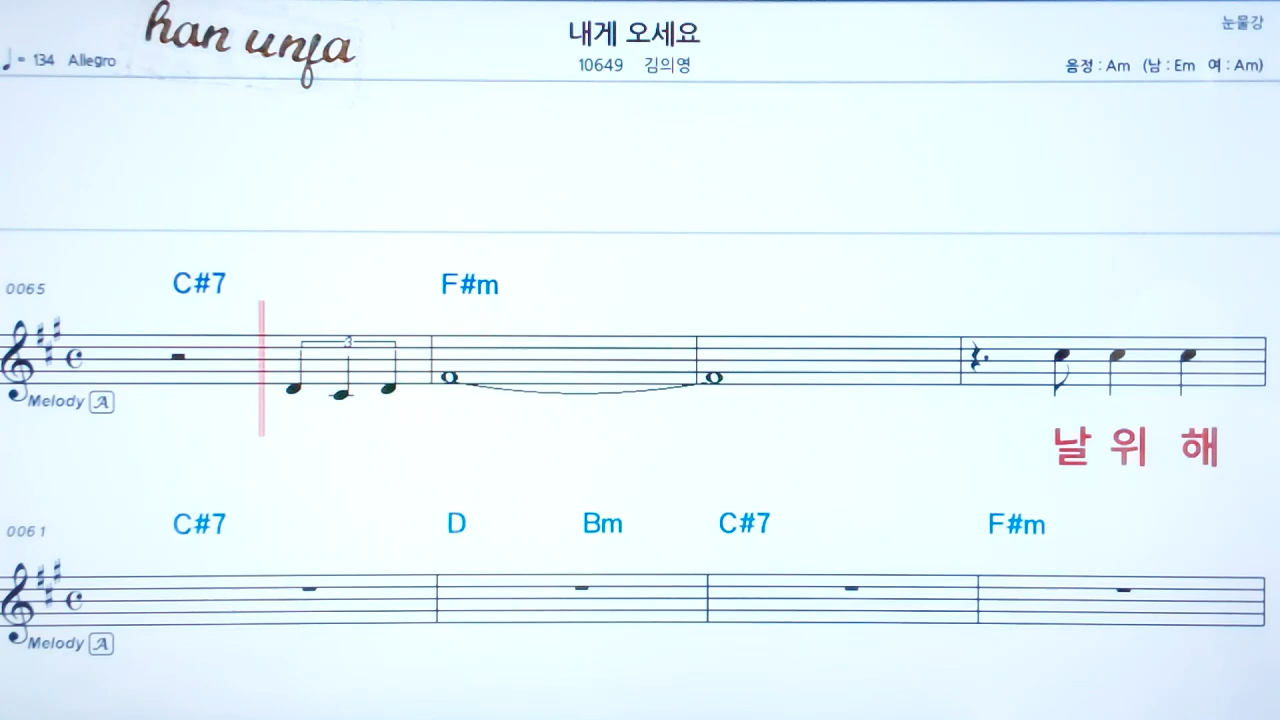 han unja
내게 오세요
눈물강
♩= 134 Allegro
10649 김의영
음정 : Am (남 : Em 여 : Am)
C#7 F#m
0065
3
Melody A
날 위 해
C#7 D Bm C#7 F#m
0061
Melody A